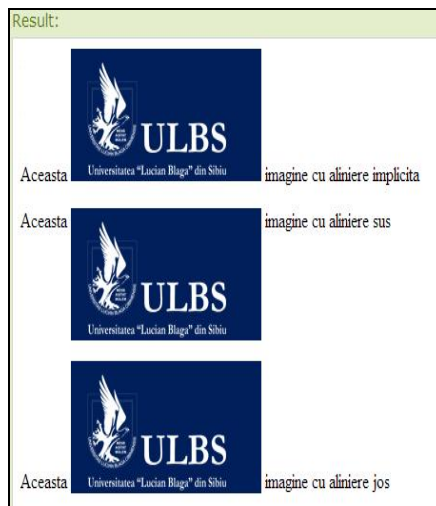 Result:
ULBS
Universitatea “Lucian Blaga” din Sibiu
Aceasta imagine cu aliniere implicita
Aceasta imagine cu aliniere sus
ULBS
Universitatea “Lucian Blaga” din Sibiu
ULBS
Universitatea “Lucian Blaga” din Sibiu
Aceasta imagine cu aliniere jos